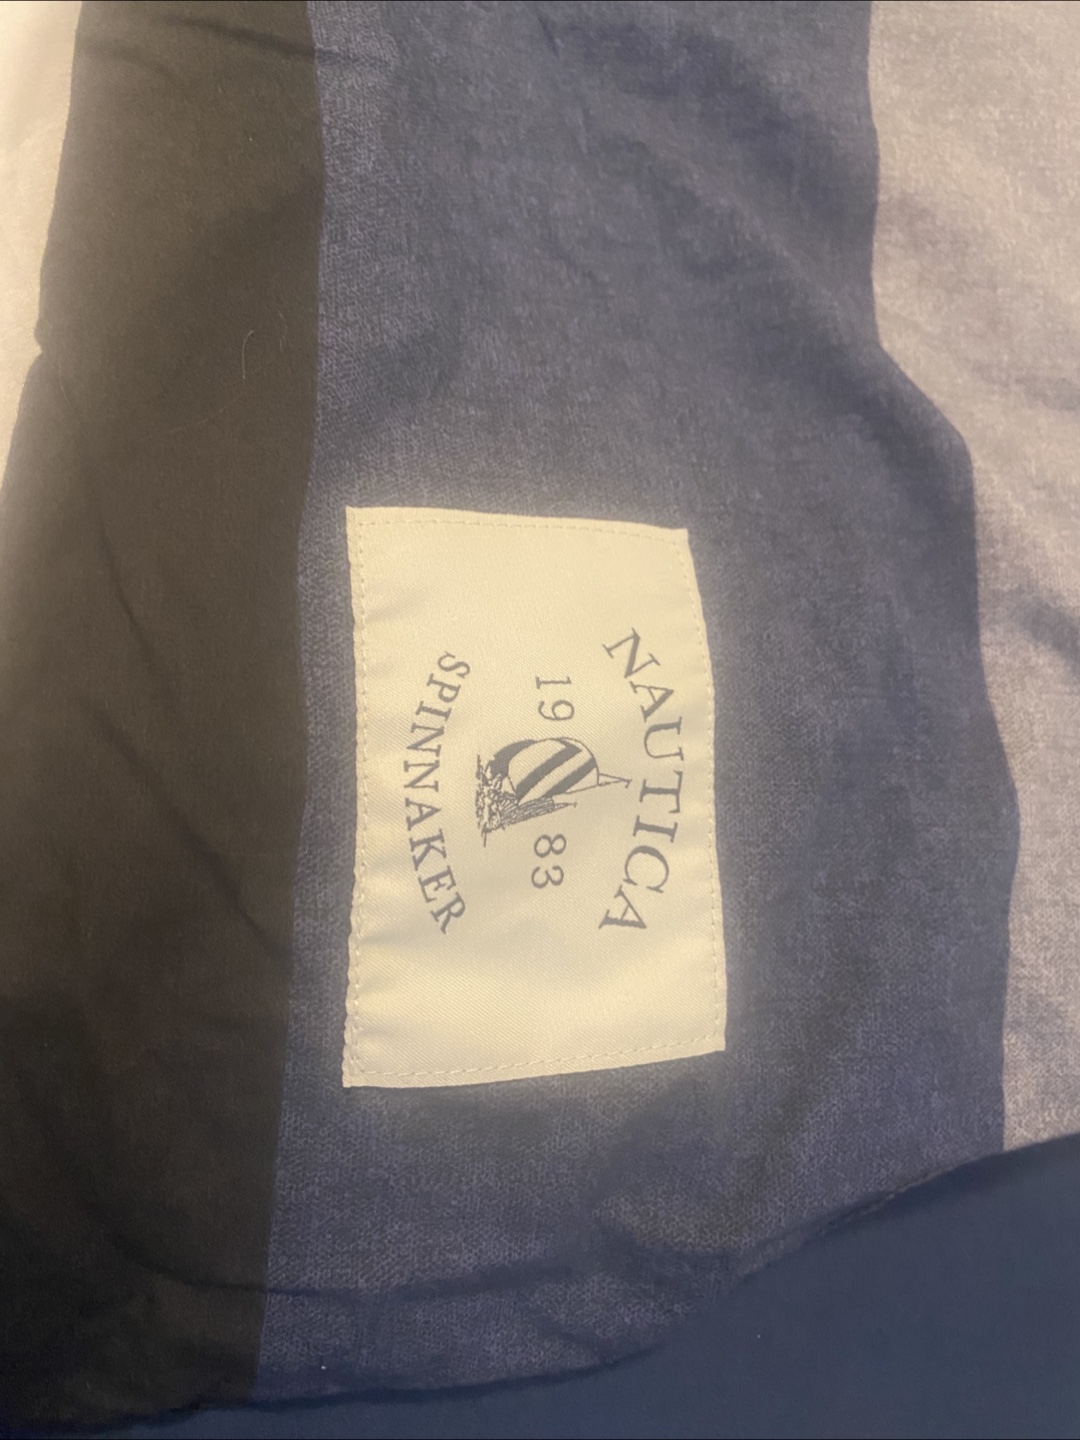 NAUTICA
19 83
SPINNAKER